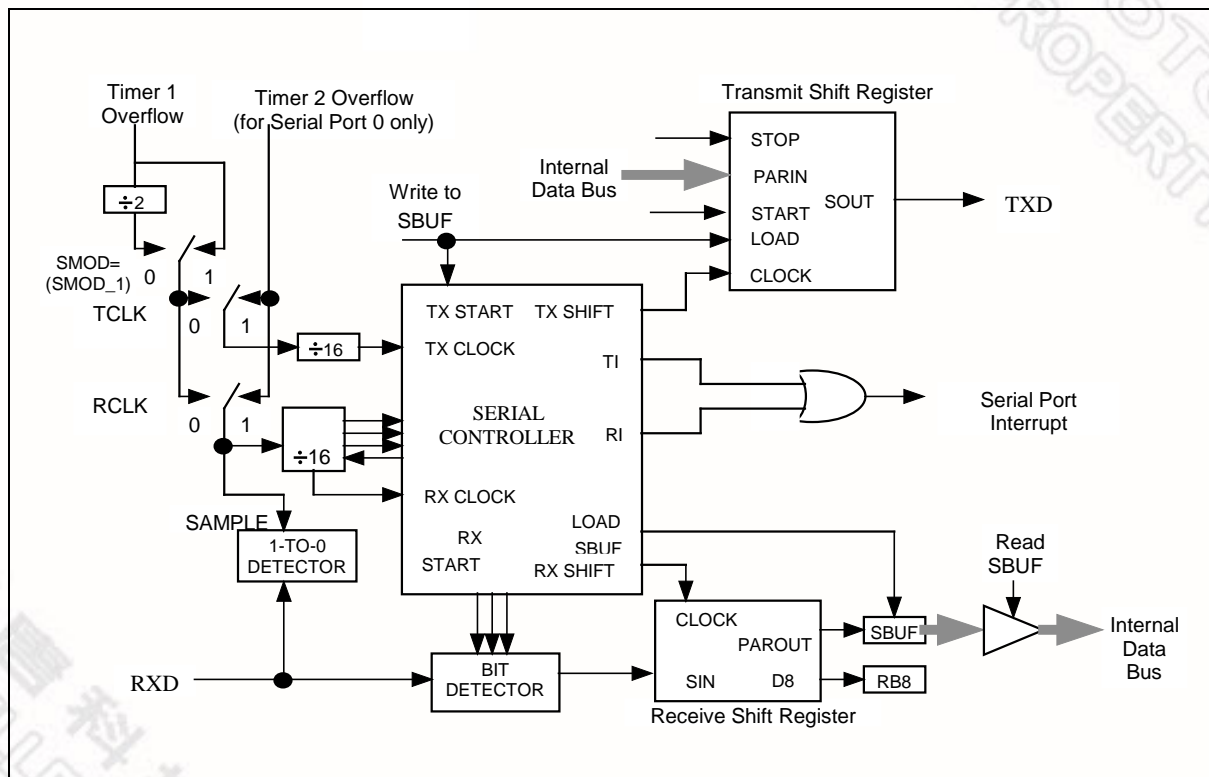 Timer 1
Overflow
Timer 2 Overflow
(for Serial Port 0 only)
÷2
SMOD=
(SMOD_1)
0
1
TCLK
0
1
÷16
RCLK
0
1
÷16
SAMPLE
1-TO-0
DETECTOR
RXD
BIT
DETECTOR
Write to
SBUF
TX START
TX SHIFT
TX CLOCK
TI
SERIAL
CONTROLLER
RI
RX CLOCK
LOAD
SBUF
RX
START
RX SHIFT
Transmit Shift Register
Internal
Data Bus
STOP
PARIN
START
SOUT
LOAD
CLOCK
TXD
Serial Port
Interrupt
CLOCK
PAROUT
SIN
D8
Receive Shift Register
SBUF
RB8
Read
SBUF
Internal
Data
Bus